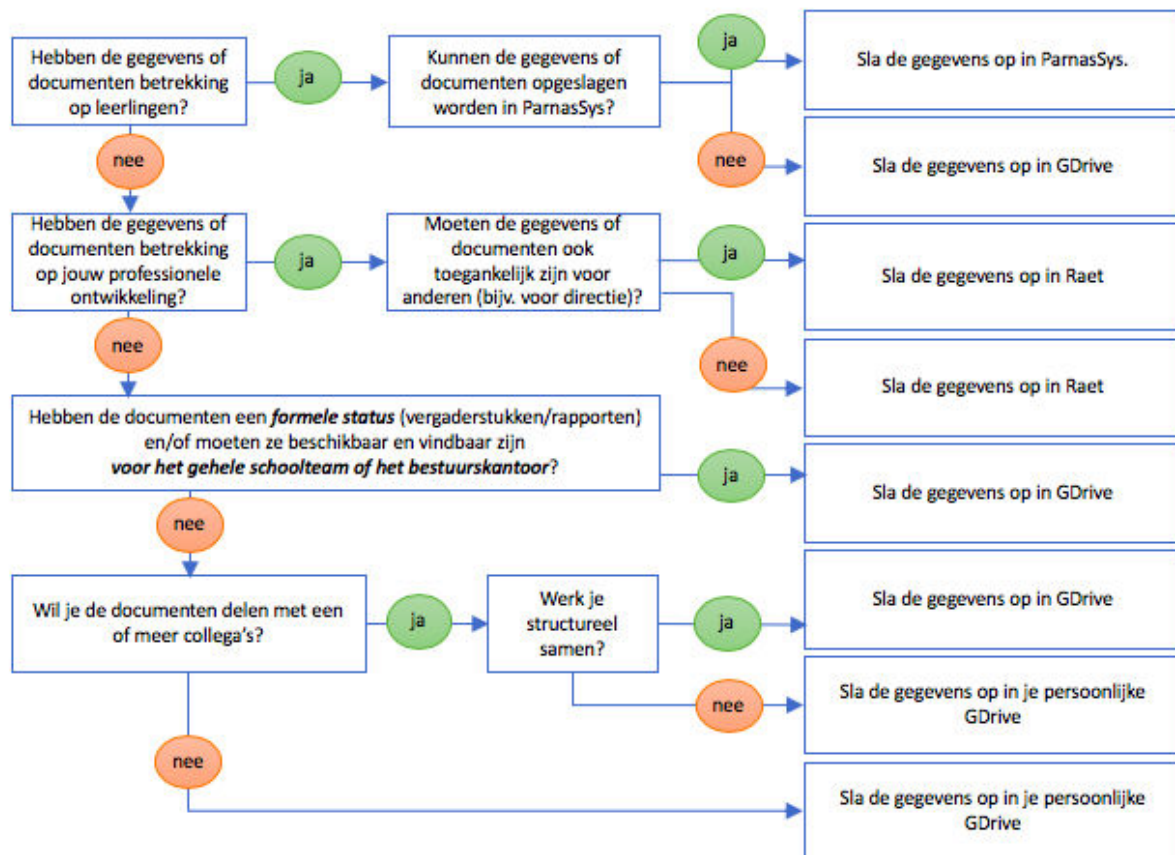 Hebben de gegevens of
documenten betrekking
op leerlingen?
ja
Kunnen de gegevens of
documenten opgeslagen
worden in ParnasSys?
ja
Sla de gegevens op in ParnasSys.
nee
nee
Sla de gegevens op in GDrive
Hebben de gegevens of
documenten betrekking
op jouw professionele
ontwikkeling?
ja
Moeten de gegevens of
documenten ook
toegankelijk zijn voor
anderen (bijv. voor directie)?
ja
Sla de gegevens op in Raet
nee
nee
Sla de gegevens op in Raet
Hebben de documenten een formele status (vergaderstukken/rapporten)
en/of moeten ze beschikbaar en vindbaar zijn
voor het gehele schoolteam of het bestuurskantoor?
ja
Sla de gegevens op in GDrive
nee
Wil je de documenten delen met een
of meer collega's?
ja
Werk je
structureel
samen?
ja
Sla de gegevens op in GDrive
nee
Sla de gegevens op in je persoonlijke
GDrive
nee
Sla de gegevens op in je persoonlijke
GDrive